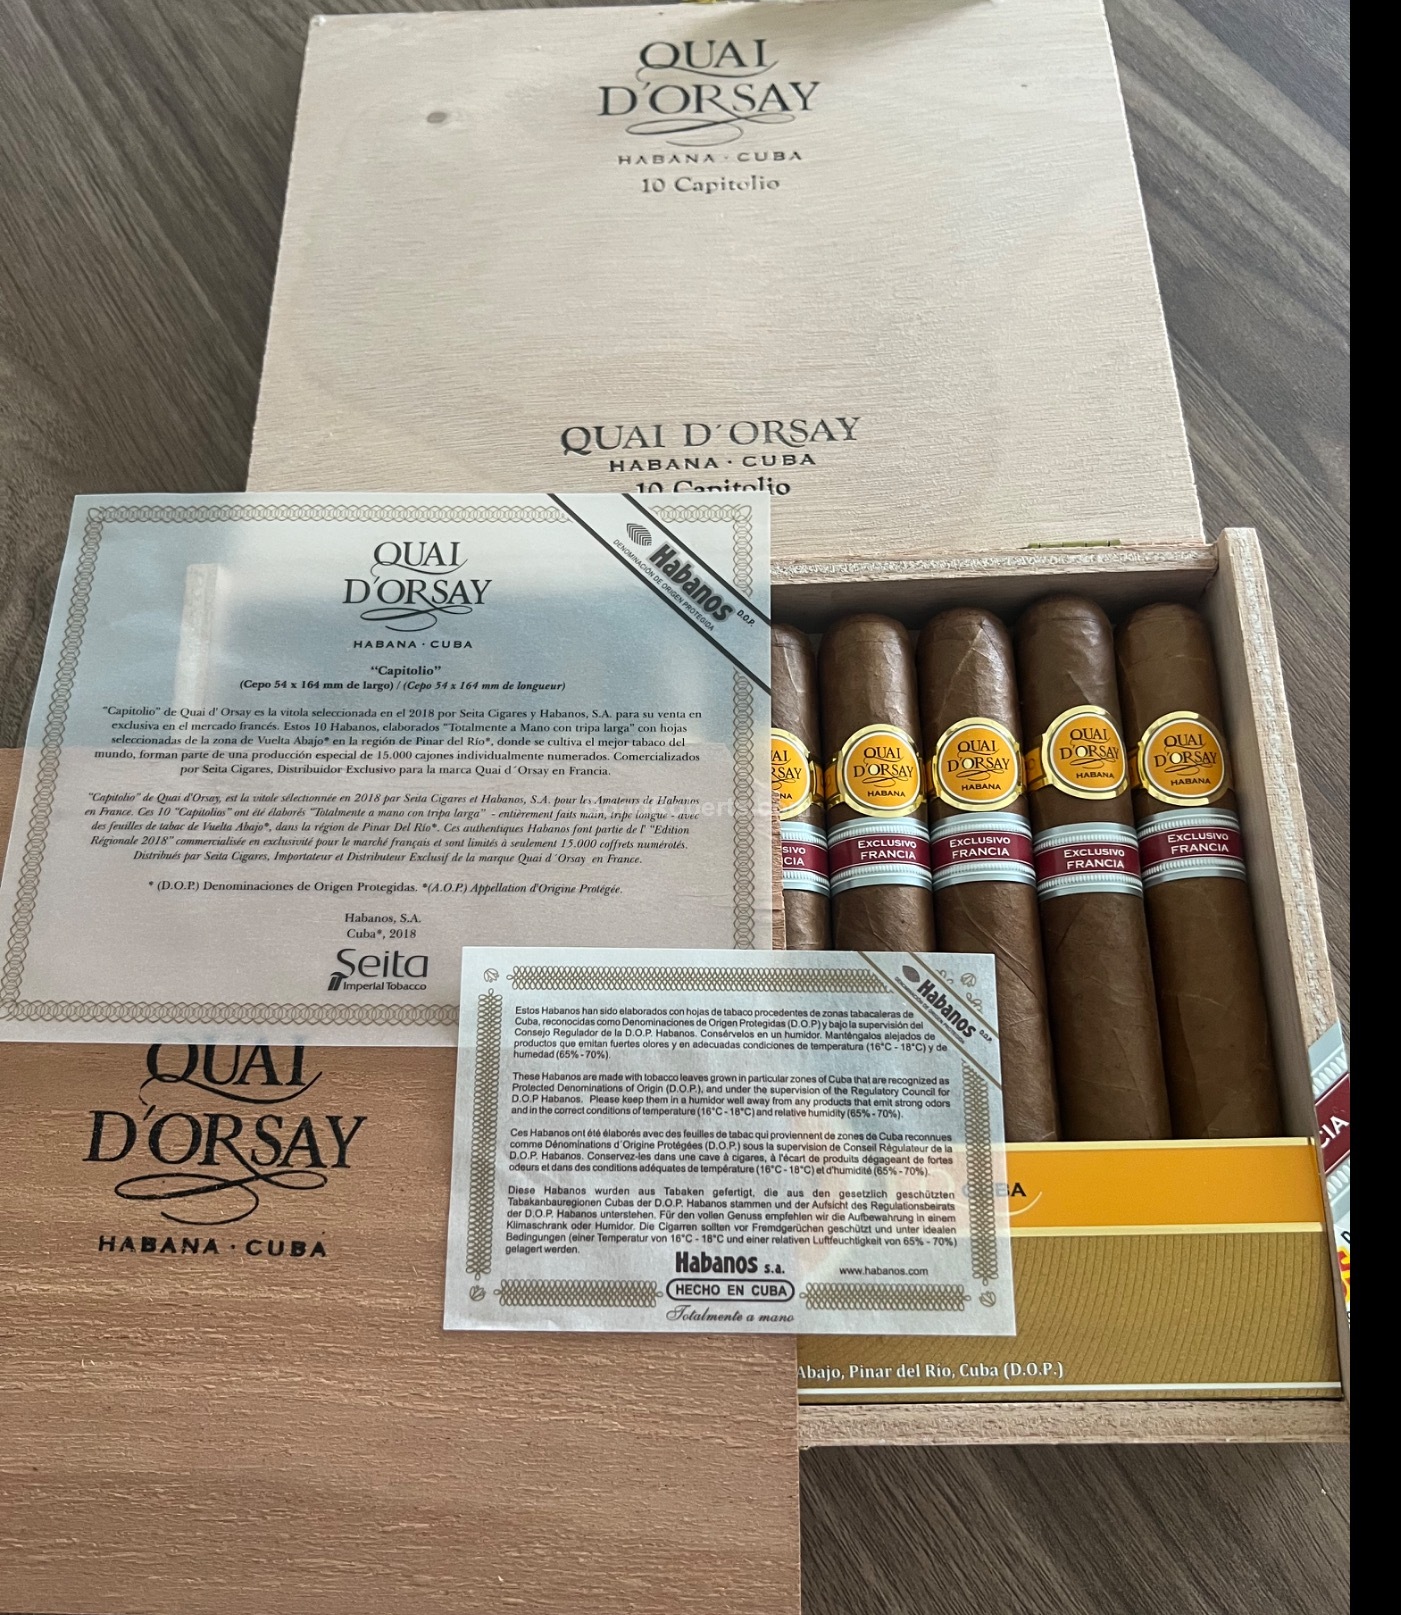 QUAI
D'ORSAY
HABANA · CUBA
10 Capitolio
QUAI D'ORSAY
HABANA · CUBA
10 Capitolio
Habanos D.O.P.
DENOMINACIÓN DE ORIGEN PROTEGIDA
QUAI
D'ORSAY
HABANA · CUBA
"Capitolio"
(Cepo 54 x 164 mm de largo) / (Cepo 54 x 164 mm de longueur)
"Capitolio" de Quai d' Orsay es la vitola seleccionada en el 2018 por Seita Cigares y Habanos, S.A. para su venta en
exclusiva en el mercado francés. Estos 10 Habanos, elaborados "Totalmente a Mano con tripa larga" con hojas
seleccionadas de la zona de Vuelta Abajo* en la región de Pinar del Río*, donde se cultiva el mejor tabaco del
mundo, forman parte de una producción especial de 15.000 cajones individualmente numerados. Comercializados
por Seita Cigares, Distribuidor Exclusivo para la marca Quai d´Orsay en Francia.
"Capitolio" de Quai d'Orsay, est la vitole sélectionnée en 2018 par Seita Cigares et Habanos, S.A. pour les Amateurs de Habanos
en France. Ces 10 "Capitolios" ont été élaborés "Totalmente a mano con tripa larga" - entièrement faits main, tripe longue - avec
des feuilles de tabac de Vuelta Abajo*, dans la région de Pinar Del Río*. Ces authentiques Habanos font partie de l' "Edition
Régionale 2018" commercialisée en exclusivité pour le marché français et sont limités à seulement 15.000 coffrets numérotés.
Distribués par Seita Cigares, Importateur et Distributeur Exclusif de la marque Quai d´Orsay en France.
* (D.O.P.) Denominaciones de Origen Protegidas. *(A.O.P.) Appellation d'Origine Protégée.
Habanos, S.A.
Cuba*, 2018
Seita
Imperial Tobacco
QUAI
D'ORSAY
HABANA
EXCLUSIVO
FRANCIA
QUAI
D'ORSAY
HABANA
EXCLUSIVO
FRANCIA
QUAI
D'ORSAY
HABANA
EXCLUSIVO
FRANCIA
QUAI
D'ORSAY
HABANA
EXCLUSIVO
FRANCIA
Habanos D.O.P.
Estos Habanos han sido elaborados con hojas de tabaco procedentes de zonas tabacaleras de
Cuba, reconocidas como Denominaciones de Origen Protegidas (D.O.P) y bajo la supervisión del
Consejo Regulador de la D.O.P. Habanos. Consérvelos en un humidor. Manténgalos alejados de
productos que emitan fuertes olores y en adecuadas condiciones de temperatura (16°C - 18°C) y de
humedad (65% - 70%).
These Habanos are made with tobacco leaves grown in particular zones of Cuba that are recognized as
Protected Denominations of Origin (D.O.P.), and under the supervision of the Regulatory Council for
D.O.P Habanos. Please keep them in a humidor well away from any products that emit strong odors
and in the correct conditions of temperature (16°C - 18°C) and relative humidity (65% - 70%).
Ces Habanos ont été élaborés avec des feuilles de tabac qui proviennent de zones de Cuba reconnues
comme Dénominations d'Origine Protégées (D.O.P.) sous la supervision de Conseil Régulateur de la
D.O.P. Habanos. Conservez-les dans une cave à cigares, à l'écart de produits dégageant de fortes
odeurs et dans des conditions adéquates de température (16°C - 18°C) et d'humidité (65% - 70%).
Diese Habanos wurden aus Tabaken gefertigt, die aus den gesetzlich geschützten
Tabakanbauregionen Cubas der D.O.P. Habanos stammen und der Aufsicht des Regulationsbeirats
der D.O.P. Habanos unterstehen. Für den vollen Genuss empfehlen wir die Aufbewahrung in einem
Klimaschrank oder Humidor. Die Cigarren sollten vor Fremdgerüchen geschützt und unter idealen
Bedingungen (einer Temperatur von 16°C - 18°C und einer relativen Luftfeuchtigkeit von 65% - 70%)
gelagert werden.
Habanos s.a.
www.habanos.com
HECHO EN CUBA
Totalmente a mano
QUAI
D'ORSAY
HABANA · CUBA
CUBA
Abajo, Pinar del Río, Cuba (D.O.P.)